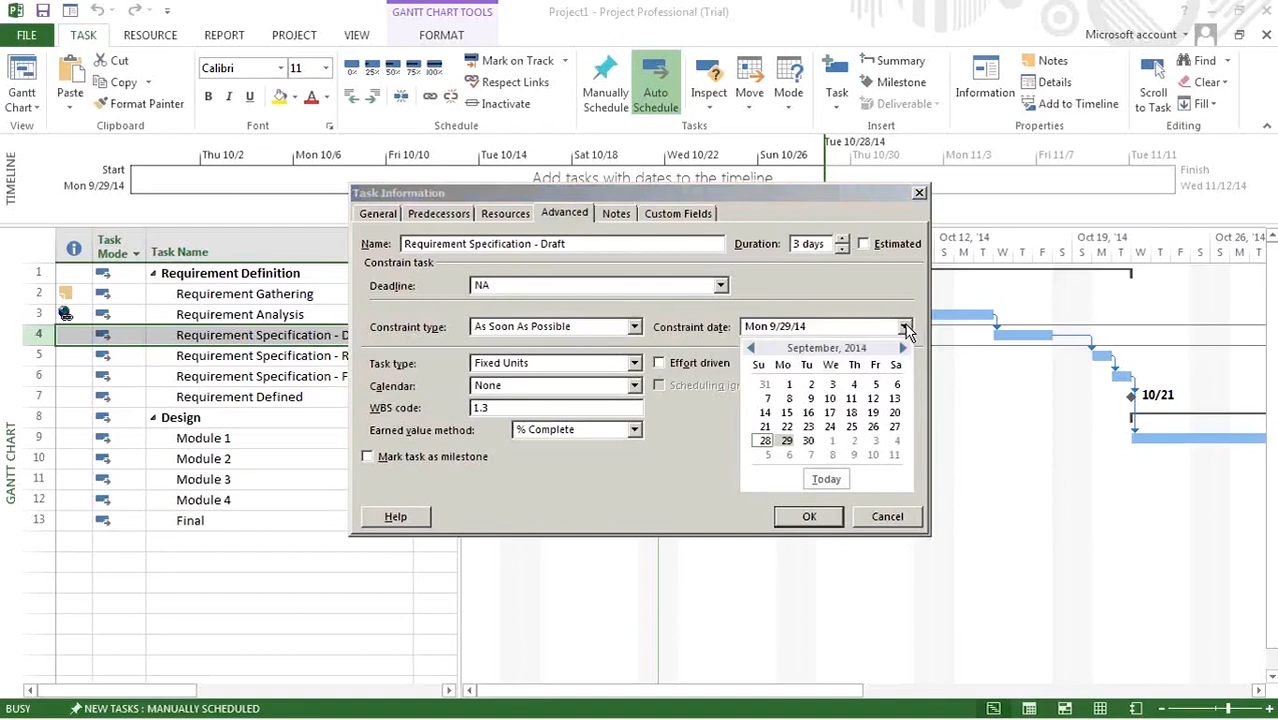 GANTT CHART TOOLS
Project1 - Project Professional (Trial)
FILE TASK RESOURCE REPORT PROJECT VIEW FORMAT Microsoft account
Gantt Chart
View
Paste
Cut
Copy
Format Painter
Clipboard
Calibri 11
B I U A
Font
0% 25% 50% 75% 100%
Mark on Track
Respect Links
Inactivate
Schedule
Manually Schedule
Auto Schedule
Inspect
Move
Mode
Tasks
Task
Summary
Milestone
Deliverable
Insert
Information
Notes
Details
Add to Timeline
Properties
Scroll to Task
Find
Clear
Fill
Editing
TIMELINE
Tue 10/28/14
Thu 10/2 Mon 10/6 Fri 10/10 Tue 10/14 Sat 10/18 Wed 10/22 Sun 10/26 Thu 10/30 Mon 11/3 Fri 11/7 Tue 11/11
Start
Mon 9/29/14
Add tasks with dates to the timeline
Finish
Wed 11/12/14
Task Information
General Predecessors Resources Advanced Notes Custom Fields
Name: Requirement Specification - Draft Duration: 3 days Estimated
Constrain task
Deadline: NA
Constraint type: As Soon As Possible Constraint date: Mon 9/29/14
Task type: Fixed Units Effort driven
Calendar: None Scheduling ign
WBS code: 1.3
Earned value method: % Complete
Mark task as milestone
September, 2014
Su Mo Tu We Th Fr Sa
31 1 2 3 4 5 6
7 8 9 10 11 12 13
14 15 16 17 18 19 20
21 22 23 24 25 26 27
28 29 30 1 2 3 4
5 6 7 8 9 10 11
Today
Help OK Cancel
GANTT CHART
Task Mode Task Name
1 Requirement Definition
2 Requirement Gathering
3 Requirement Analysis
4 Requirement Specification - D
5 Requirement Specification - R
6 Requirement Specification - F
7 Requirement Defined
8 Design
9 Module 1
10 Module 2
11 Module 3
12 Module 4
13 Final
Oct 12, '14 Oct 19, '14 Oct 26, '14
S M T W T F S S M T W T F S S M T
10/21
BUSY NEW TASKS : MANUALLY SCHEDULED